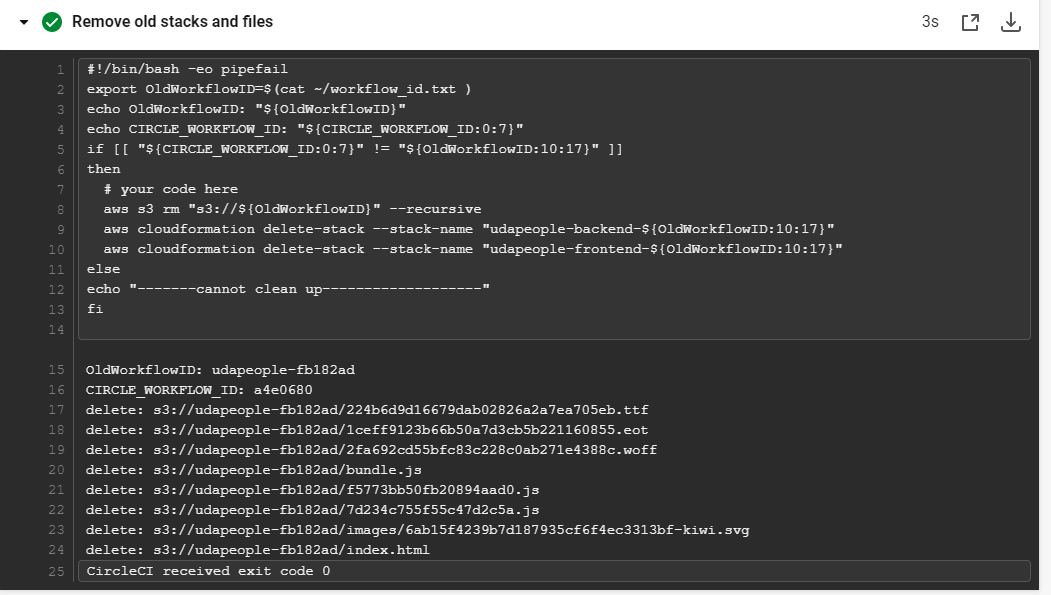 Remove old stacks and files
3s
1 #!/bin/bash -eo pipefail
2 export OldWorkflowID=$(cat ~/workflow_id.txt )
3 echo OldWorkflowID: "${OldWorkflowID}"
4 echo CIRCLE_WORKFLOW_ID: "${CIRCLE_WORKFLOW_ID:0:7}"
5 if [[ "${CIRCLE_WORKFLOW_ID:0:7}" != "${OldWorkflowID:10:17}" ]]
6 then
7   # your code here
8   aws s3 rm "s3://${OldWorkflowID}" --recursive
9   aws cloudformation delete-stack --stack-name "udapeople-backend-${OldWorkflowID:10:17}"
10   aws cloudformation delete-stack --stack-name "udapeople-frontend-${OldWorkflowID:10:17}"
11 else
12 echo "-------cannot clean up-------------------"
13 fi
14
15 OldWorkflowID: udapeople-fb182ad
16 CIRCLE_WORKFLOW_ID: a4e0680
17 delete: s3://udapeople-fb182ad/224b6d9d16679dab02826a2a7ea705eb.ttf
18 delete: s3://udapeople-fb182ad/1ceff9123b66b50a7d3cb5b221160855.eot
19 delete: s3://udapeople-fb182ad/2fa692cd55bfc83c228c0ab271e4388c.woff
20 delete: s3://udapeople-fb182ad/bundle.js
21 delete: s3://udapeople-fb182ad/f5773bb50fb20894aad0.js
22 delete: s3://udapeople-fb182ad/7d234c755f55c47d2c5a.js
23 delete: s3://udapeople-fb182ad/images/6ab15f4239b7d187935cf6f4ec3313bf-kiwi.svg
24 delete: s3://udapeople-fb182ad/index.html
25 CircleCI received exit code 0